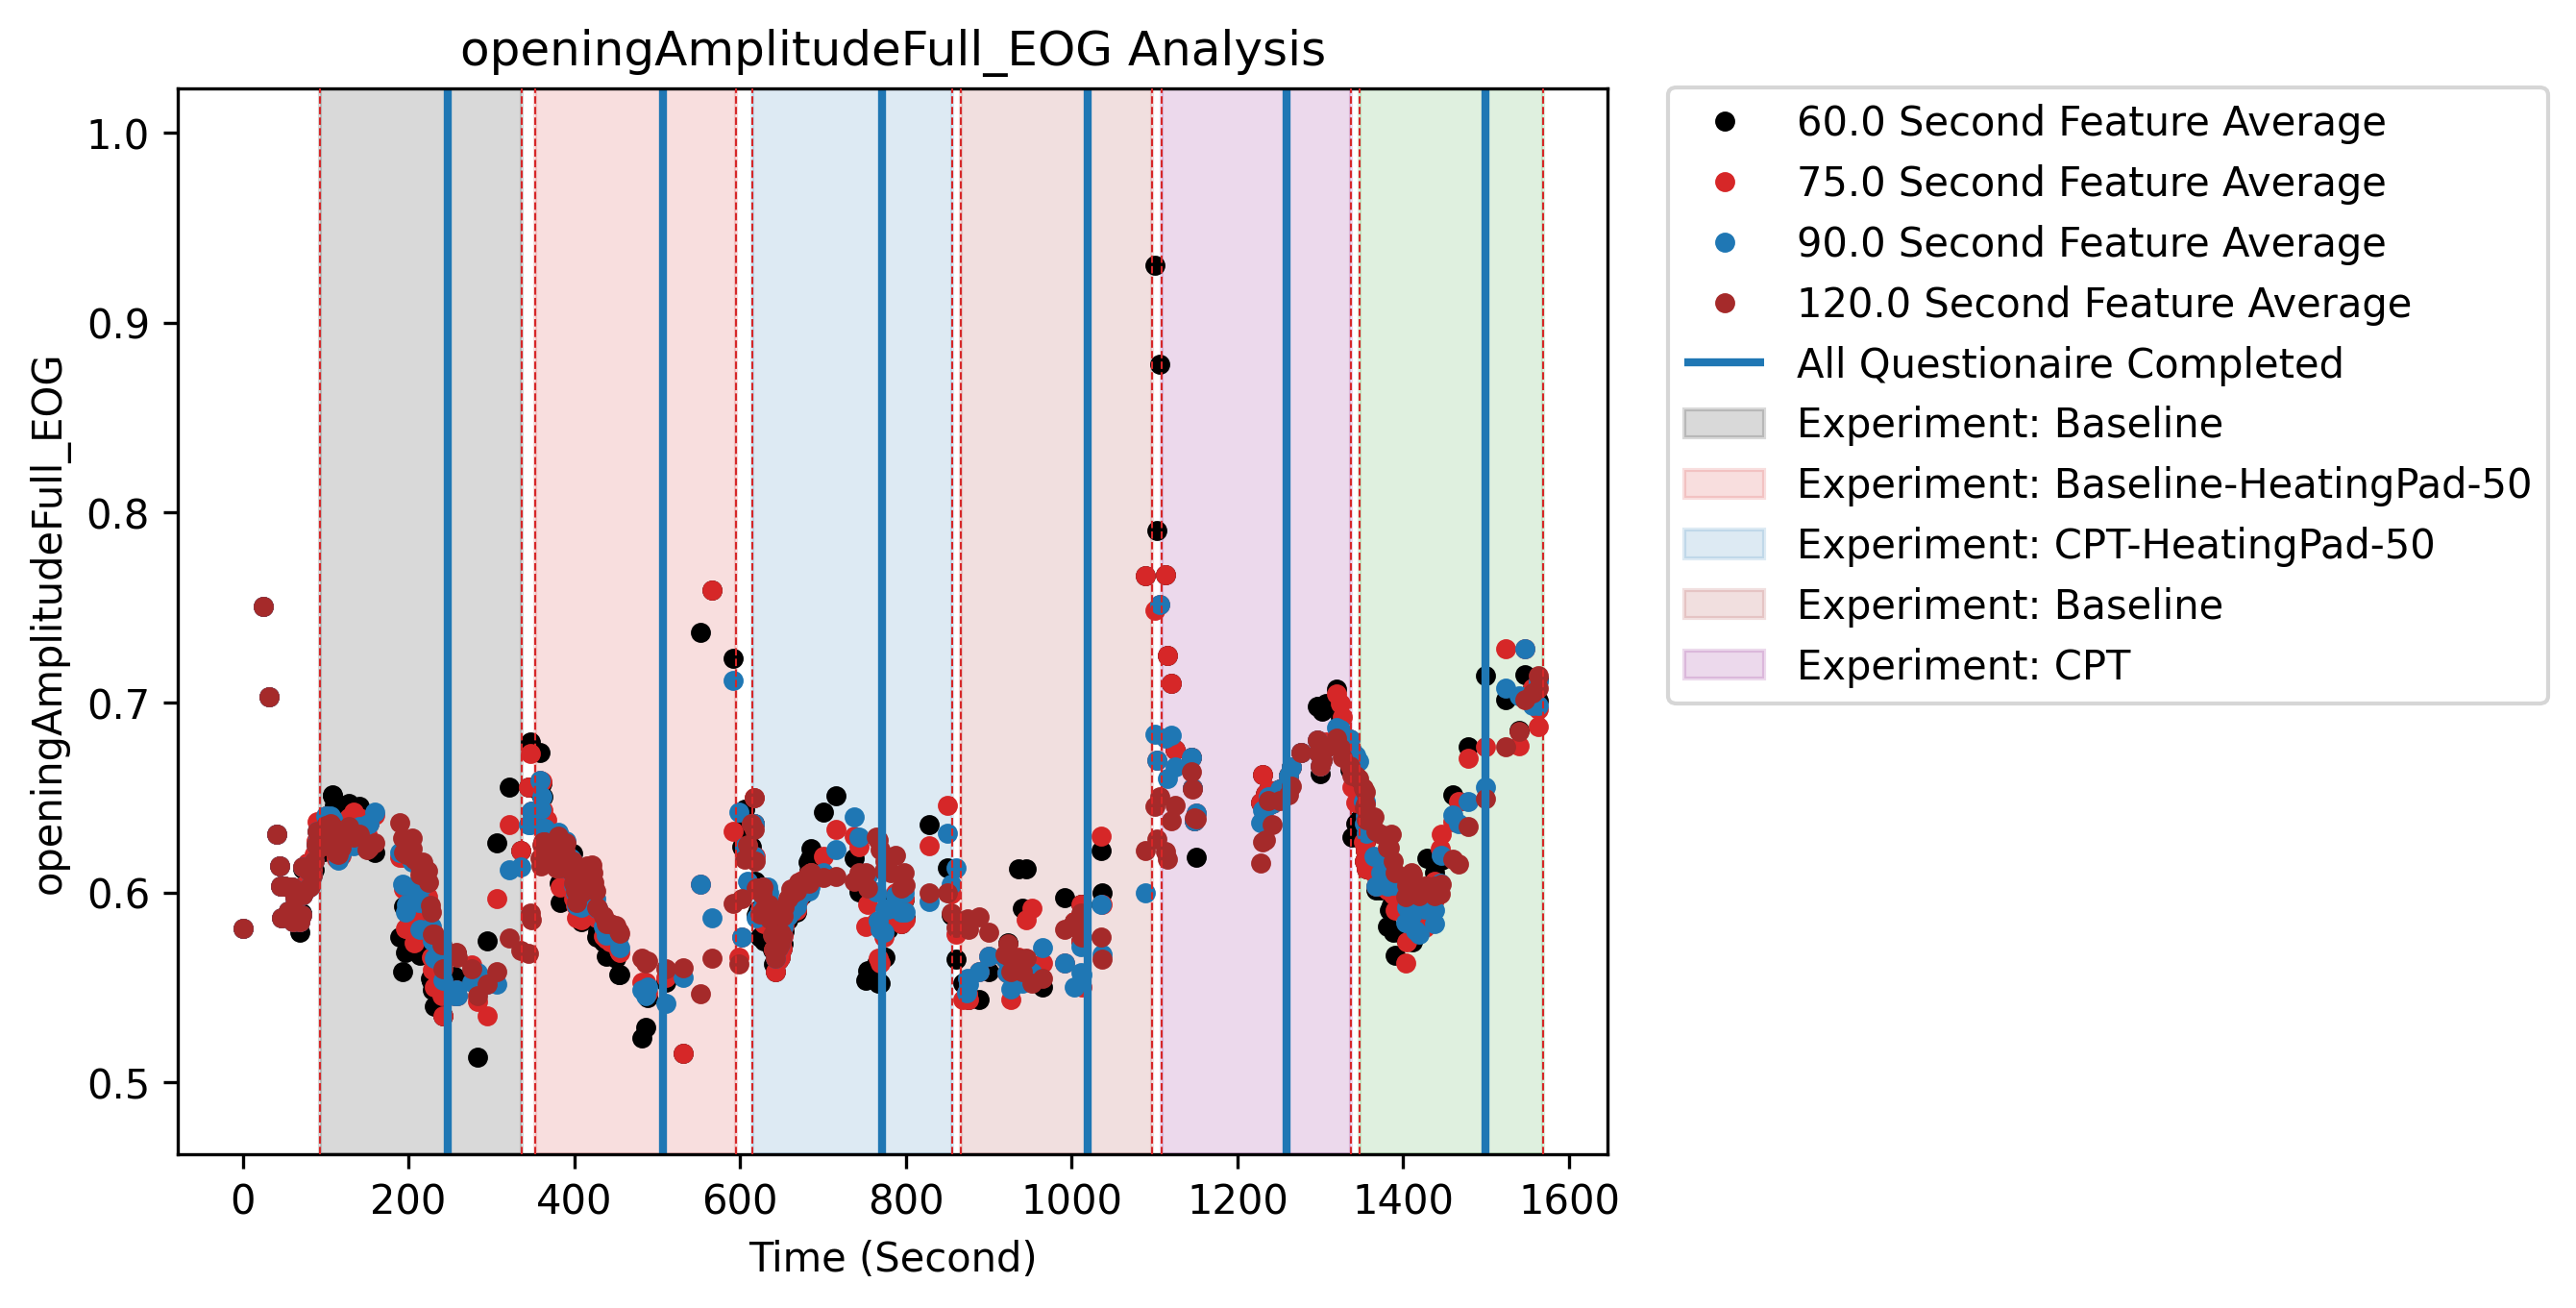 openingAmplitudeFull_EOG Analysis
openingAmplitudeFull_EOG
1.0
0.9
0.8
0.7
0.6
0.5
0 200 400 600 800 1000 1200 1400 1600
Time (Second)
60.0 Second Feature Average
75.0 Second Feature Average
90.0 Second Feature Average
120.0 Second Feature Average
All Questionaire Completed
Experiment: Baseline
Experiment: Baseline-HeatingPad-50
Experiment: CPT-HeatingPad-50
Experiment: Baseline
Experiment: CPT